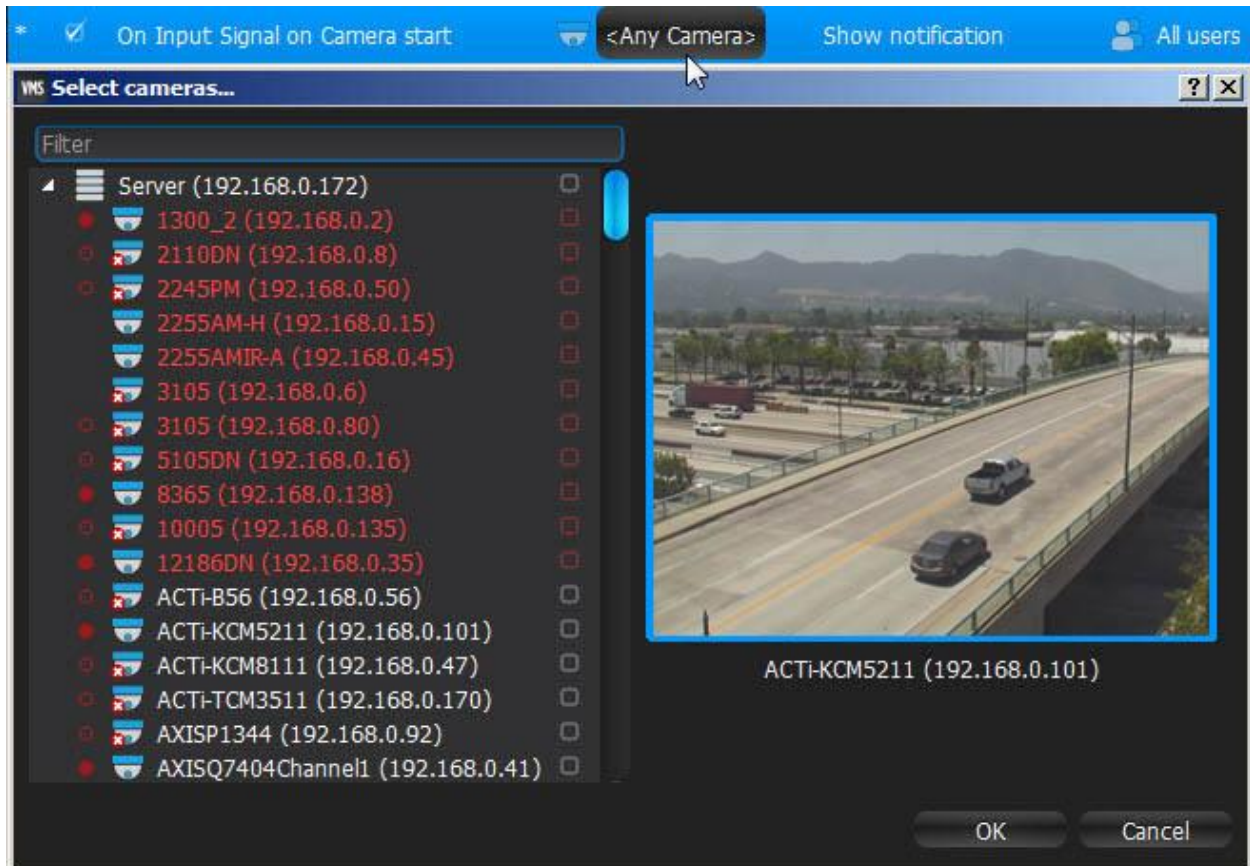 * On Input Signal on Camera start <Any Camera> Show notification All users
VMS Select cameras... ? X
Filter
Server (192.168.0.172)
1300_2 (192.168.0.2)
2110DN (192.168.0.8)
2245PM (192.168.0.50)
2255AM-H (192.168.0.15)
2255AMIR-A (192.168.0.45)
3105 (192.168.0.6)
3105 (192.168.0.80)
5105DN (192.168.0.16)
8365 (192.168.0.138)
10005 (192.168.0.135)
12186DN (192.168.0.35)
ACTi-B56 (192.168.0.56)
ACTi-KCM5211 (192.168.0.101)
ACTi-KCM8111 (192.168.0.47)
ACTi-TCM3511 (192.168.0.170)
AXISP1344 (192.168.0.92)
AXISQ7404Channel1 (192.168.0.41)
ACTi-KCM5211 (192.168.0.101)
OK Cancel